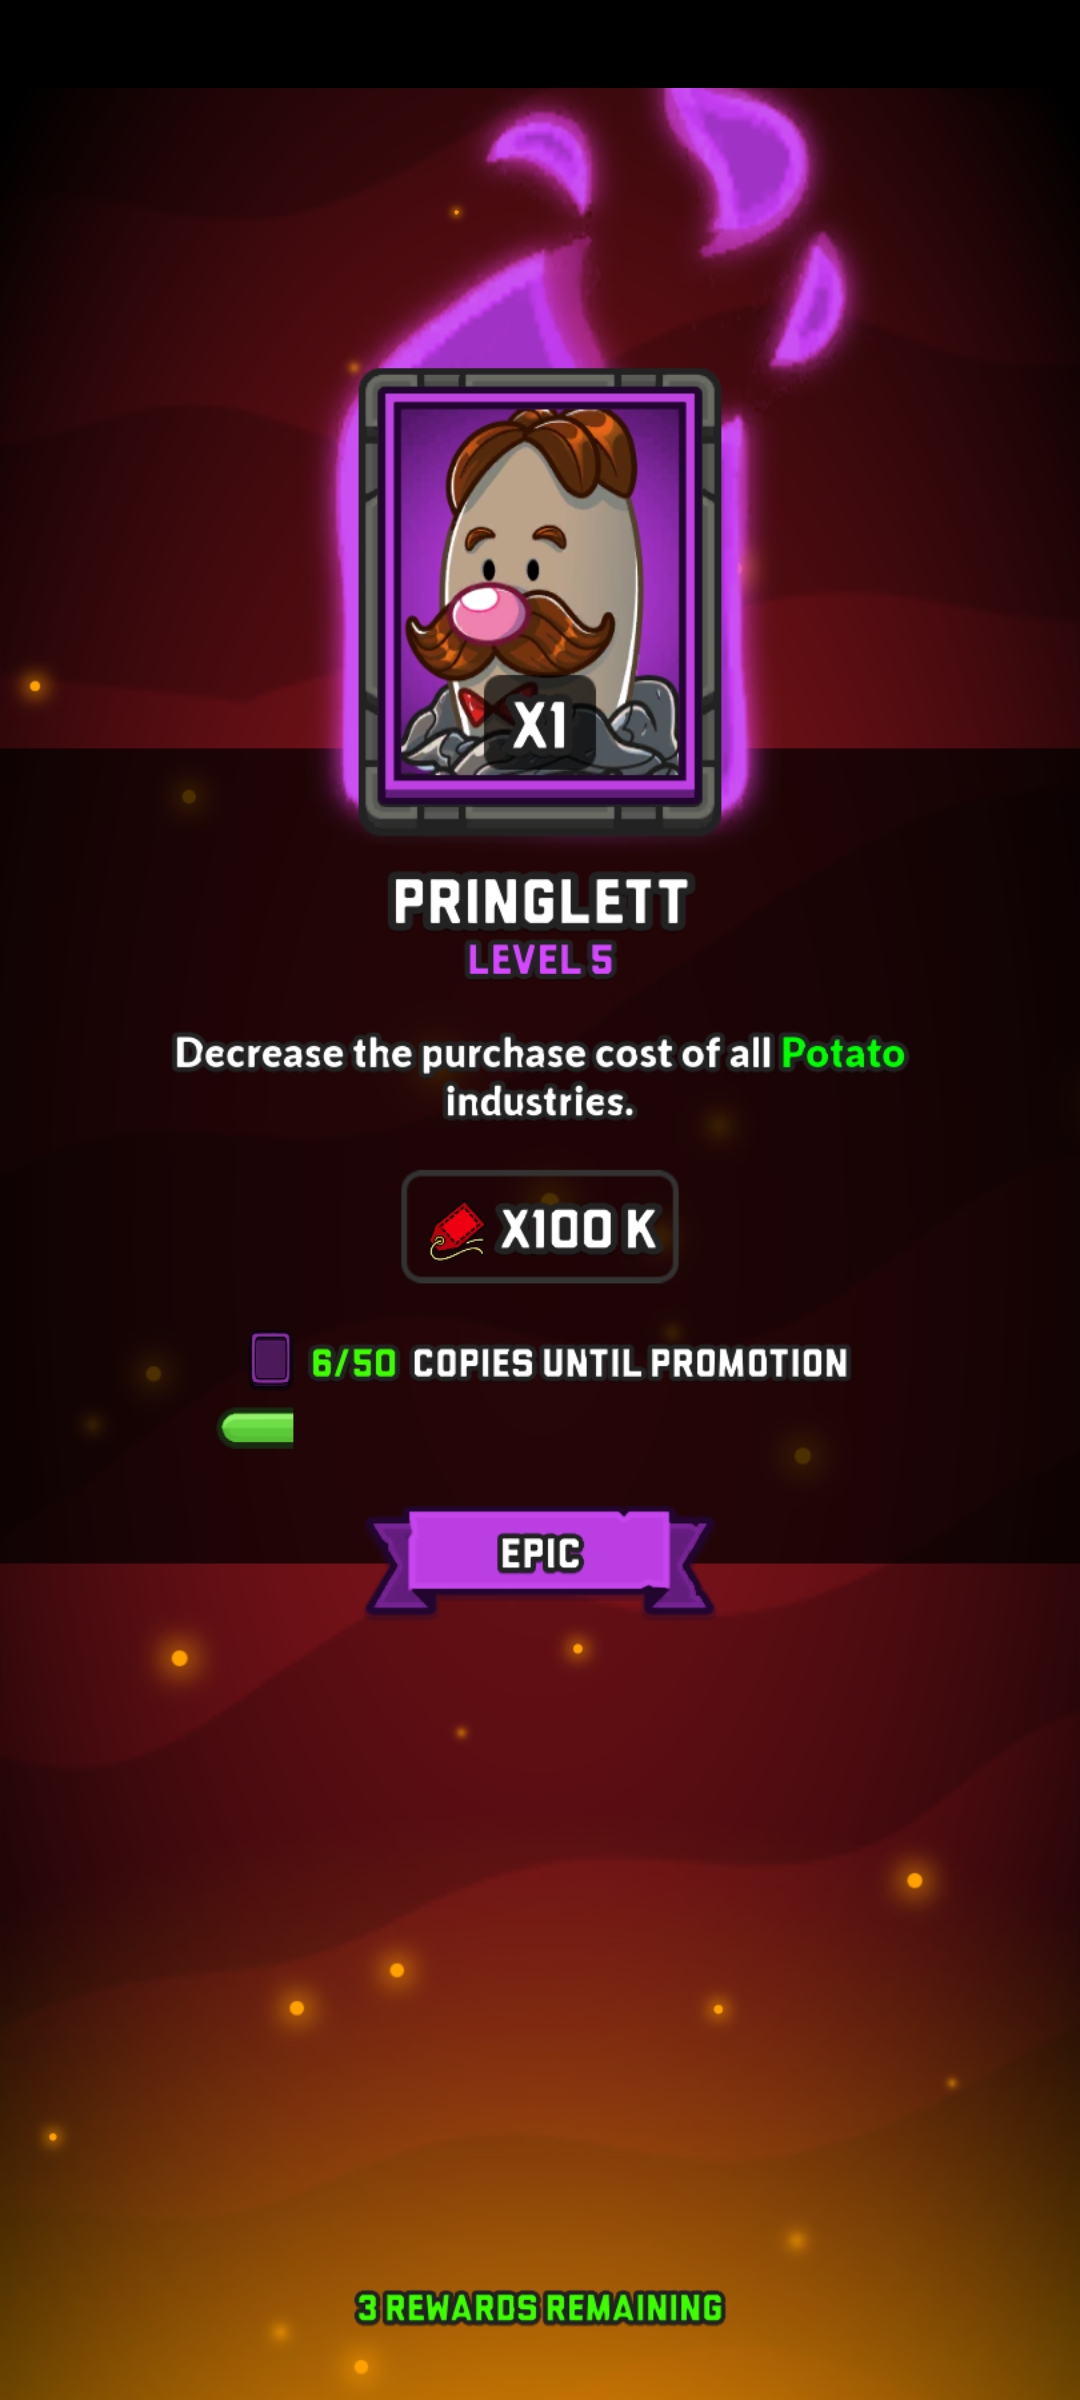 X1
PRINGLETT
LEVEL 5
Decrease the purchase cost of all Potato
industries.
X100 K
6/50 COPIES UNTIL PROMOTION
EPIC
3 REWARDS REMAINING